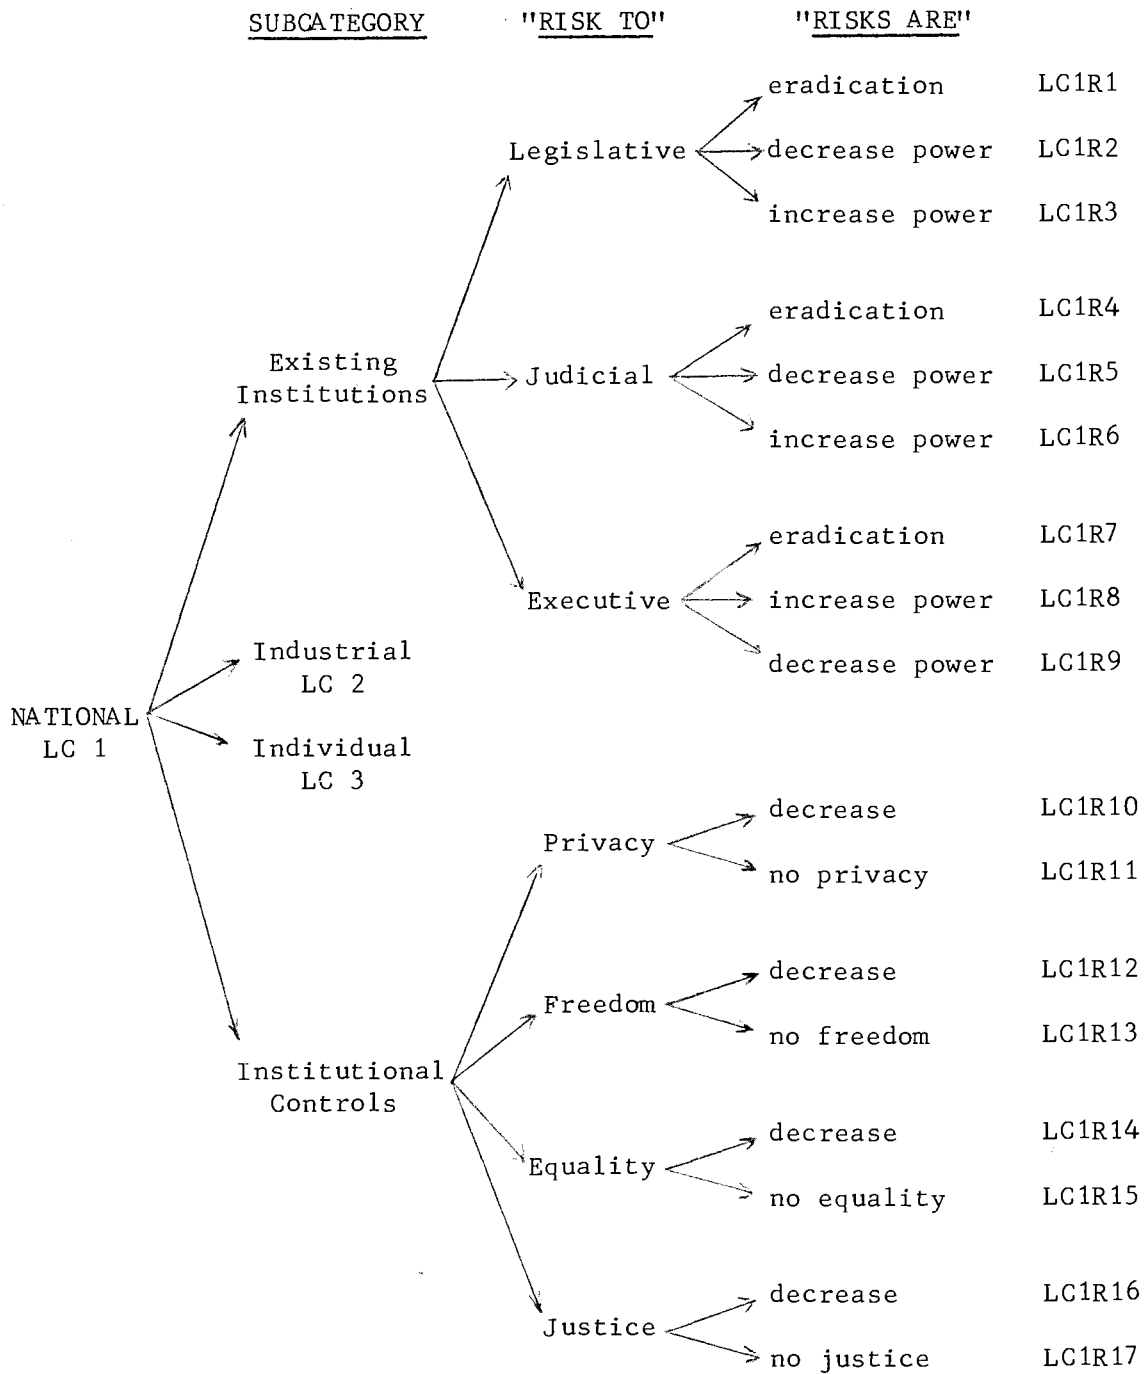 SUBCATEGORY "RISK TO" "RISKS ARE"
eradication LC1R1
Legislative decrease power LC1R2
increase power LC1R3
eradication LC1R4
Existing
Institutions
Judicial decrease power LC1R5
increase power LC1R6
eradication LC1R7
Executive increase power LC1R8
decrease power LC1R9
Industrial
LC 2
NATIONAL
LC 1
Individual
LC 3
decrease LC1R10
Privacy
no privacy LC1R11
decrease LC1R12
Freedom
no freedom LC1R13
Institutional
Controls
decrease LC1R14
Equality
no equality LC1R15
decrease LC1R16
Justice
no justice LC1R17